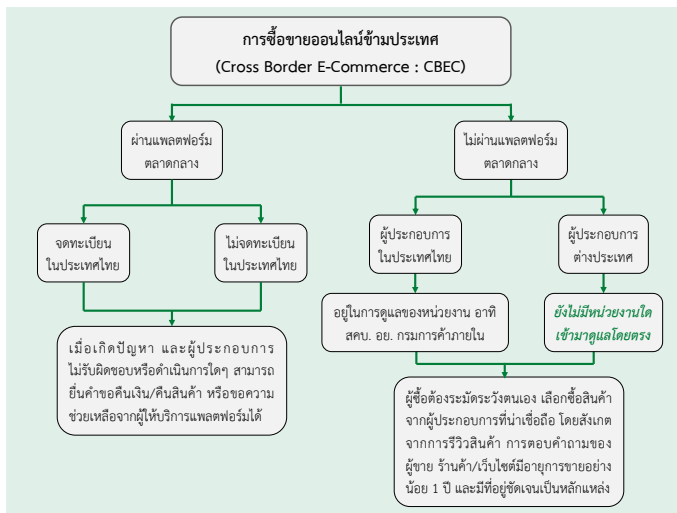 การซื้อขายออนไลน์ข้ามประเทศ
(Cross Border E-Commerce : CBEC)
ผ่านแพลตฟอร์ม
ตลาดกลาง
ไม่ผ่านแพลตฟอร์ม
ตลาดกลาง
จดทะเบียน
ในประเทศไทย
ไม่จดทะเบียน
ในประเทศไทย
ผู้ประกอบการ
ในประเทศไทย
ผู้ประกอบการ
ต่างประเทศ
เมื่อเกิดปัญหา และผู้ประกอบการ
ไม่รับผิดชอบหรือดำเนินการใดๆ สามารถ
ยื่นคำขอคืนเงิน/คืนสินค้า หรือขอความ
ช่วยเหลือจากผู้ให้บริการแพลตฟอร์มได้
อยู่ในการดูแลของหน่วยงาน อาทิ
สคบ. อย. กรมการค้าภายใน
ยังไม่มีหน่วยงานใด
เข้ามาดูแลโดยตรง
ผู้ซื้อต้องระมัดระวังตนเอง เลือกซื้อสินค้า
จากผู้ประกอบการที่น่าเชื่อถือ โดยสังเกต
จากการรีวิวสินค้า การตอบคำถามของ
ผู้ขาย ร้านค้า/เว็บไซต์มีอายุการขายอย่าง
น้อย 1 ปี และมีที่อยู่ชัดเจนเป็นหลักแหล่ง